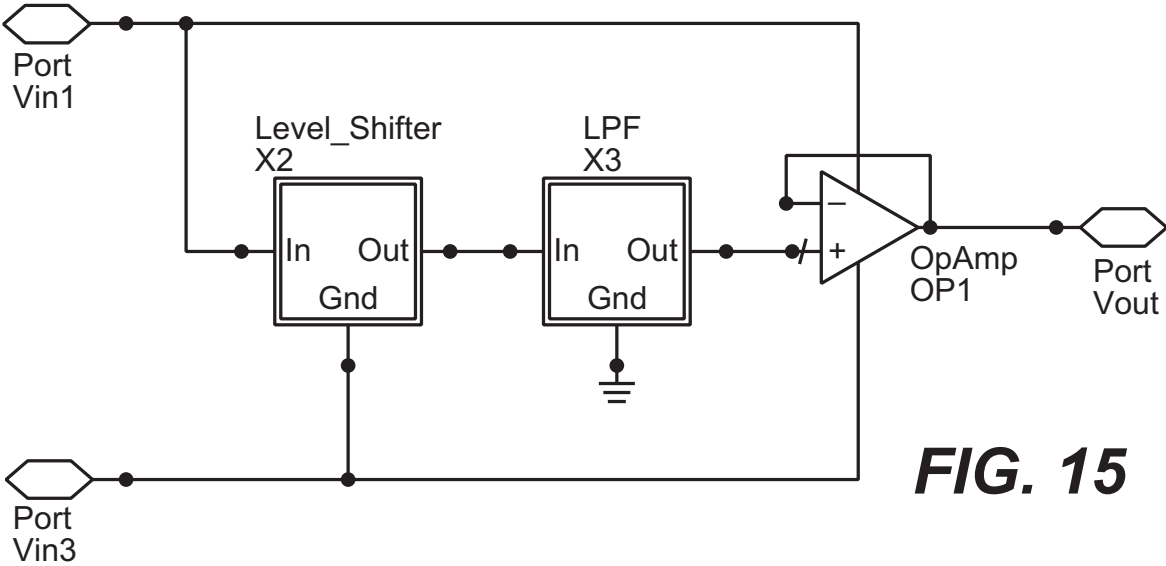 Port
Vin1
Level_Shifter
X2
LPF
X3
In Out
Gnd
In Out
Gnd
–
+
OpAmp
OP1
Port
Vout
FIG. 15
Port
Vin3